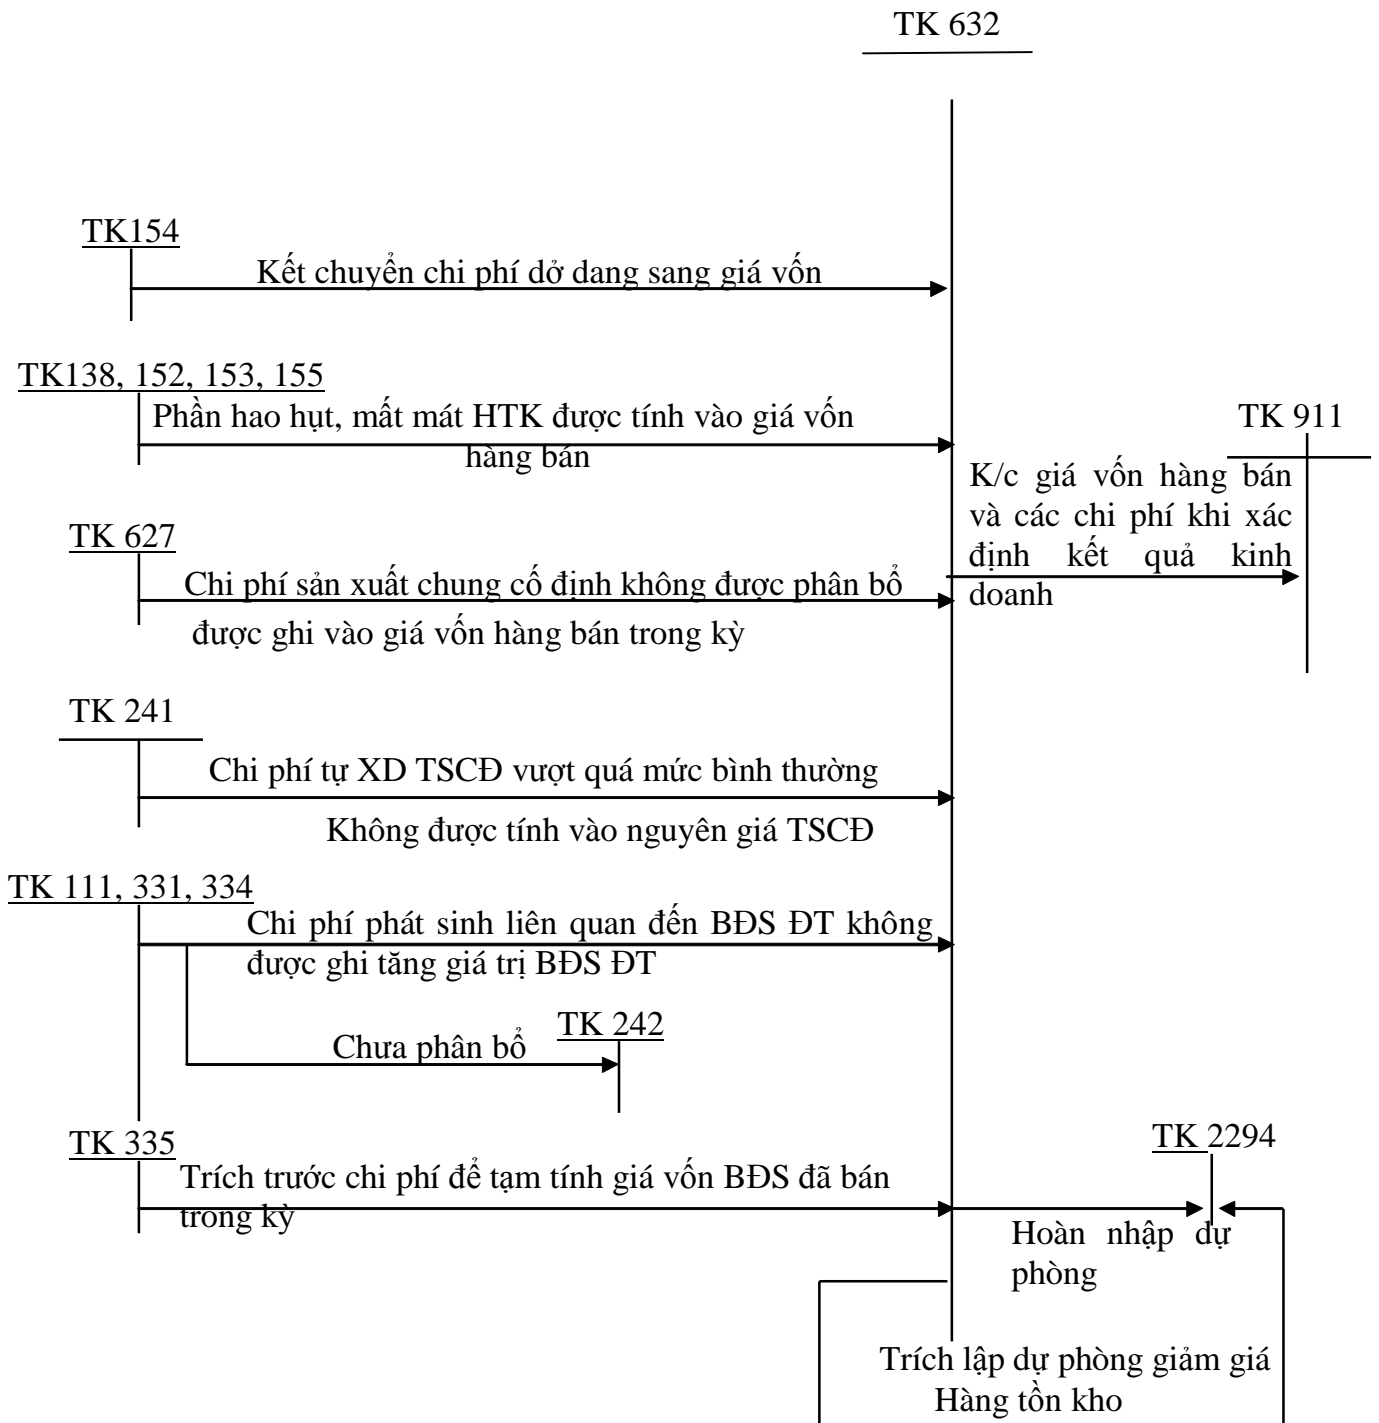 TK 632
TK154
Kết chuyển chi phí dở dang sang giá vốn
TK138, 152, 153, 155
Phần hao hụt, mất mát HTK được tính vào giá vốn
hàng bán
TK 911
K/c giá vốn hàng bán
và các chi phí khi xác
định kết quả kinh
doanh
TK 627
Chi phí sản xuất chung cố định không được phân bổ
được ghi vào giá vốn hàng bán trong kỳ
TK 241
Chi phí tự XD TSCĐ vượt quá mức bình thường
Không được tính vào nguyên giá TSCĐ
TK 111, 331, 334
Chi phí phát sinh liên quan đến BĐS ĐT không
được ghi tăng giá trị BĐS ĐT
TK 242
Chưa phân bổ
TK 335
Trích trước chi phí để tạm tính giá vốn BĐS đã bán
trong kỳ
TK 2294
Hoàn nhập dự
phòng
Trích lập dự phòng giảm giá
Hàng tồn kho